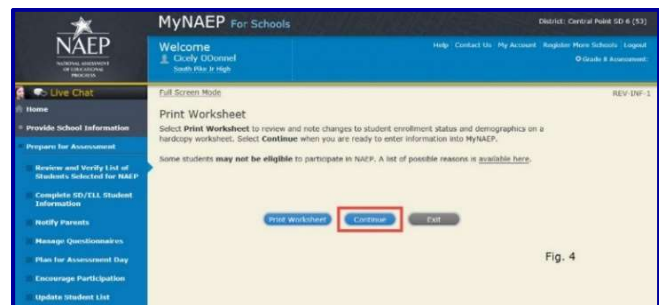 MyNAEP For Schools
District: Central Point SD 6 (53)
NAEP
NATIONAL ASSESSMENT
OF EDUCATIONAL
PROGRESS
Welcome
Cicely ODonnel
South Pike Jr High
Help Contact Us My Account Register More Schools Logout
Grade 8 Assessment:
Live Chat
Full Screen Mode
REV-INF-1
Home
Provide School Information
Prepare for Assessment
Review and Verify List of
Students Selected for NAEP
Complete SD/ELL Student
Information
Notify Parents
Manage Questionnaires
Plan for Assessment Day
Encourage Participation
Update Student List
Print Worksheet
Select Print Worksheet to review and note changes to student enrollment status and demographics on a
hardcopy worksheet. Select Continue when you are ready to enter information into MyNAEP.
Some students may not be eligible to participate in NAEP. A list of possible reasons is available here.
Print Worksheet Continue Exit
Fig. 4